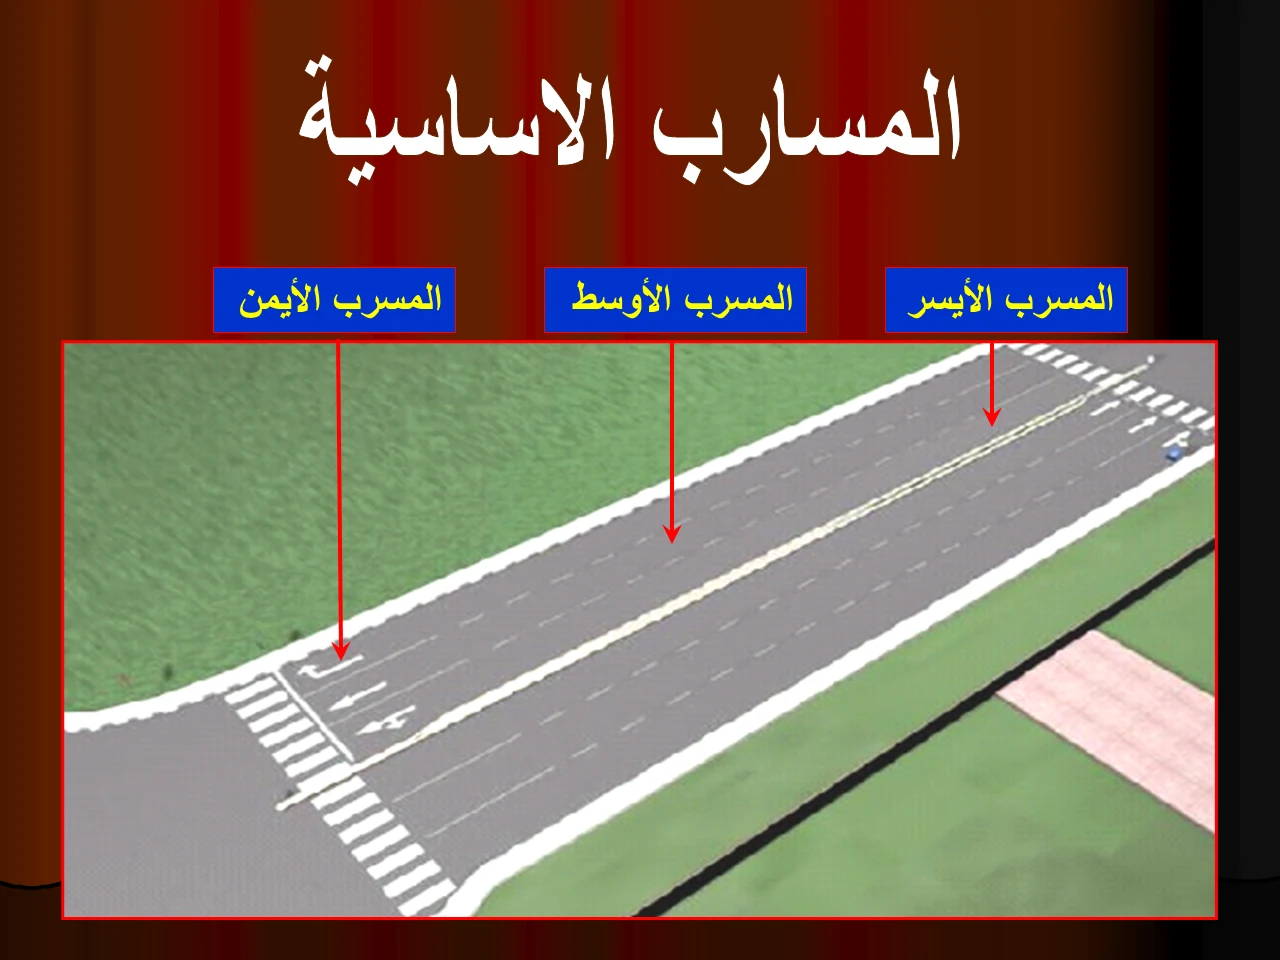 المسارب الاساسية
المسرب الأيسر
المسرب الأوسط
المسرب الأيمن